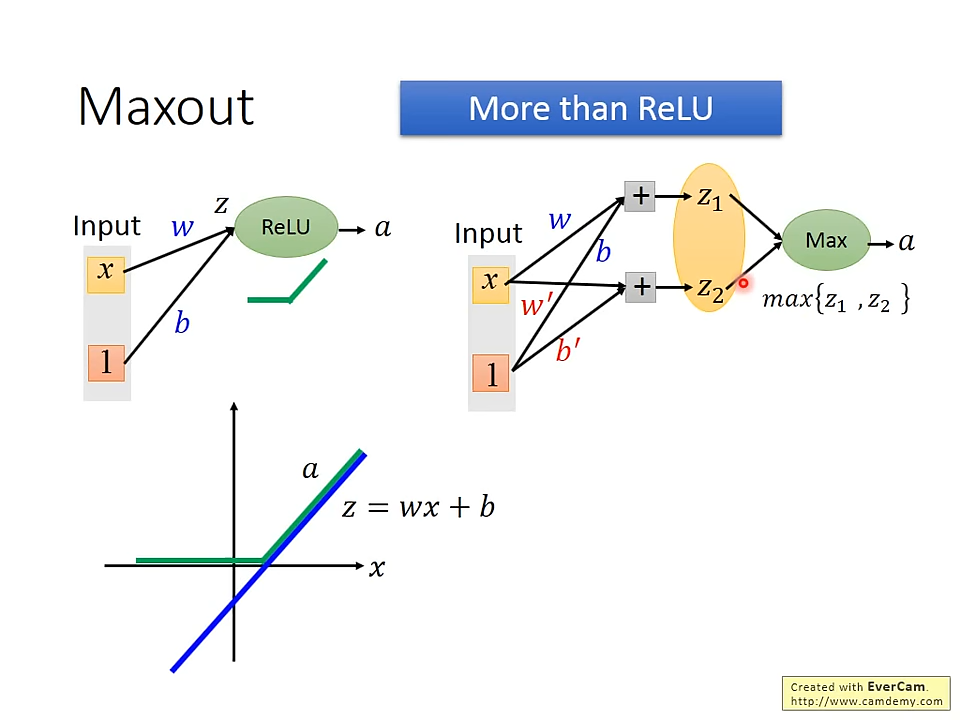 Maxout
More than ReLU
Input
x
1
w
b
z
ReLU
a
Input
x
1
w
b
w′
b′
+
+
z₁
z₂
Max
a
max{z₁ , z₂ }
a
z = wx + b
x
Created with EverCam.
http://www.camdemy.com